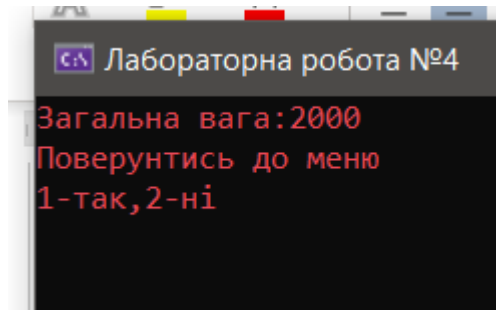 Лабораторна робота №4
Загальна вага:2000
Поверунтись до меню
1-так,2-ні